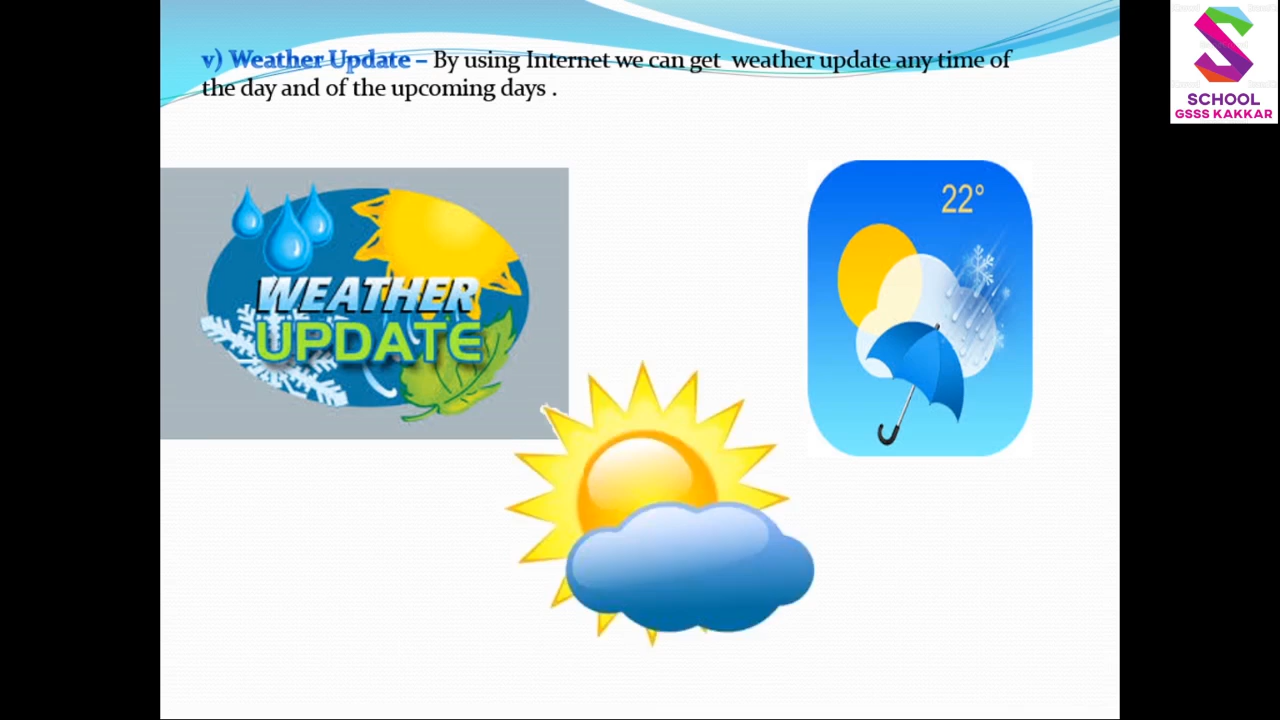 v) Weather Update – By using Internet we can get  weather update any time of
the day and of the upcoming days .
SCHOOL
GSSS KAKKAR
22°
WEATHER
UPDATE